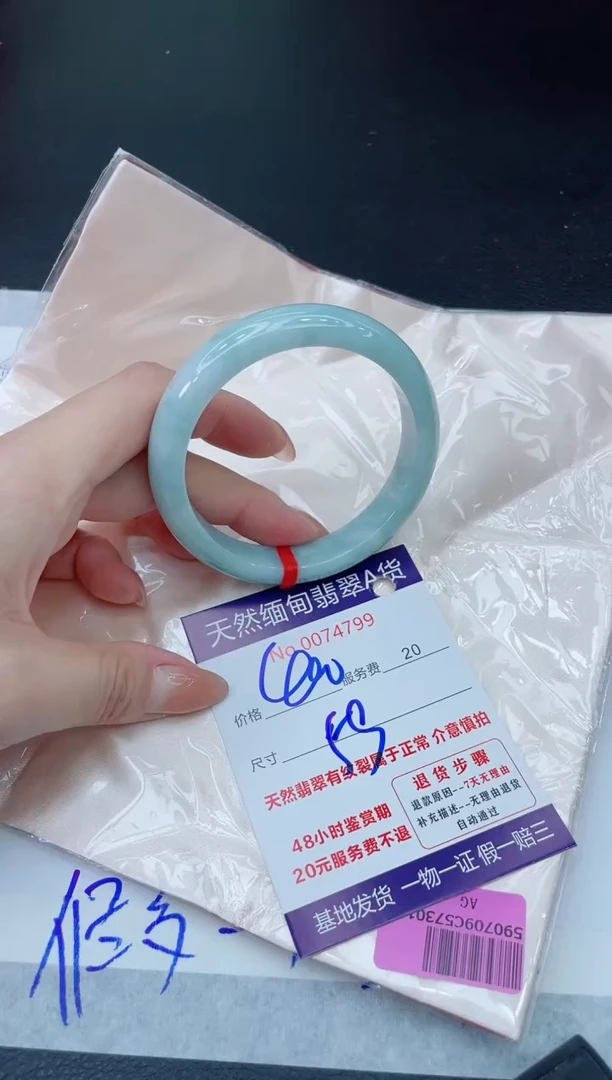 天然缅甸翡翠A货
No 0074799
价格 服务费 20
尺寸
天然翡翠有纹裂属于正常 介意慎拍
48小时鉴赏期
20元服务费不退
退货步骤
退款原因--7天无理由
补充描述--无理由退货
自动通过
基地发货 一物一证 假一赔三
590709C5730
AG